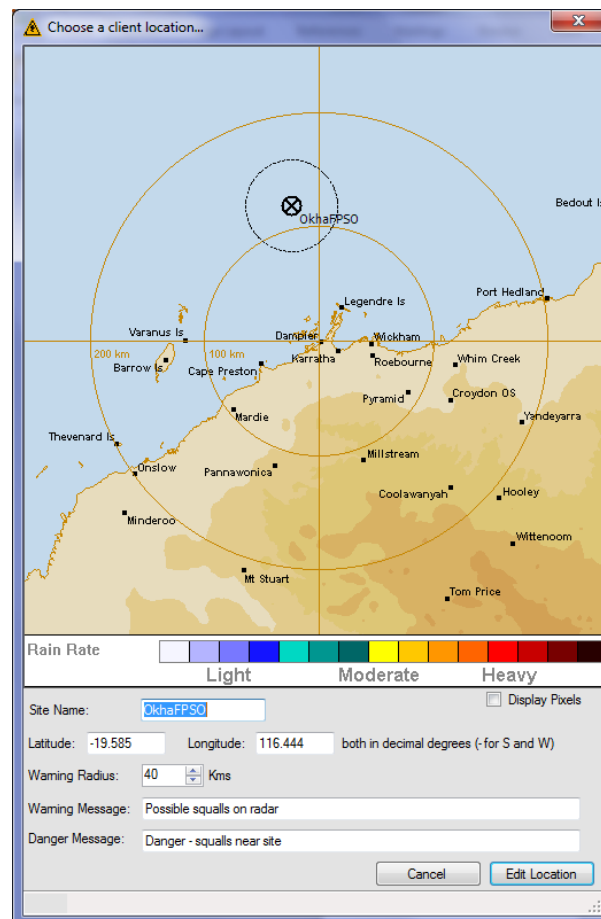 Choose a client location...
OkhaFPSO
Bedout Is
Port Hedland
Legendre Is
Varanus Is
Dampier
Wickham
200 km
100 km
Karratha
Roebourne
Whim Creek
Barrow Is
Cape Preston
Pyramid
Croydon OS
Mardie
Yandeyarra
Thevenard Is
Millstream
Onslow
Pannawonica
Coolawanyah
Hooley
Minderoo
Wittenoom
Mt Stuart
Tom Price
Rain Rate
Light Moderate Heavy
Site Name: OkhaFPSO Display Pixels
Latitude: -19.585 Longitude: 116.444 both in decimal degrees (- for S and W)
Warning Radius: 40 Kms
Warning Message: Possible squalls on radar
Danger Message: Danger - squalls near site
Cancel Edit Location